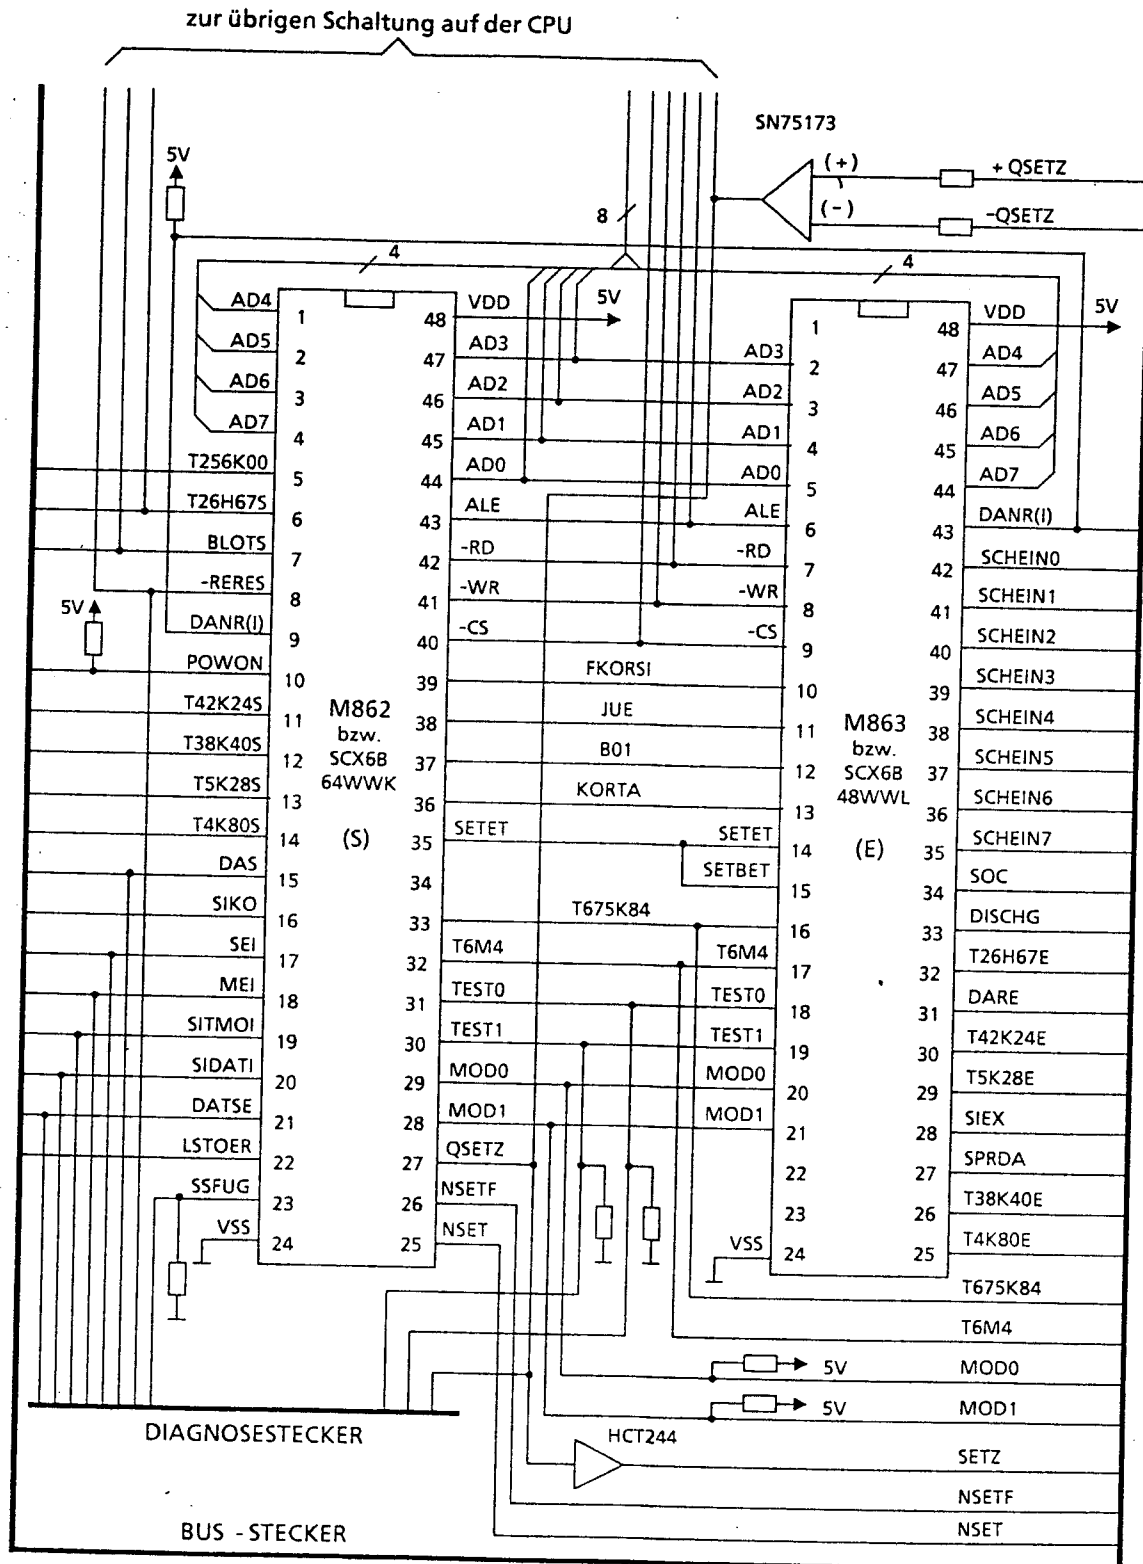 zur übrigen Schaltung auf der CPU
SN75173
5V
(+)
+QSETZ
(-)
-QSETZ
8
4
4
AD4
1
48
VDD
5V
1
48
VDD
5V
AD5
2
47
AD3
AD3
2
47
AD4
AD6
3
46
AD2
AD2
3
46
AD5
AD7
4
45
AD1
AD1
4
45
AD6
T256K00
5
44
AD0
AD0
5
44
AD7
T26H67S
6
43
ALE
ALE
6
43
DANR(I)
BLOTS
7
42
-RD
-RD
7
42
SCHEIN0
-RERES
8
41
-WR
-WR
8
41
SCHEIN1
5V
DANR(I)
9
40
-CS
-CS
9
40
SCHEIN2
POWON
10
39
FKORSI
10
39
SCHEIN3
T42K24S
11
38
JUE
11
38
SCHEIN4
T38K40S
12
37
B01
12
37
SCHEIN5
T5K28S
13
36
KORTA
13
36
SCHEIN6
M862
bzw.
SCX6B
64WWK
(S)
M863
bzw.
SCX6B
48WWL
(E)
T4K80S
14
35
SETET
SETET
14
35
SCHEIN7
DAS
15
34
SETBET
15
34
SOC
SIKO
16
33
T675K84
16
33
DISCHG
SEI
17
32
T6M4
T6M4
17
32
T26H67E
MEI
18
31
TEST0
TEST0
18
31
DARE
SITMOI
19
30
TEST1
TEST1
19
30
T42K24E
SIDATI
20
29
MOD0
MOD0
20
29
T5K28E
DATSE
21
28
MOD1
MOD1
21
28
SIEX
LSTOER
22
27
QSETZ
22
27
SPRDA
SSFUG
23
26
NSETF
23
26
T38K40E
VSS
24
25
NSET
VSS
24
25
T4K80E
T675K84
T6M4
5V
MOD0
5V
MOD1
DIAGNOSESTECKER
HCT244
SETZ
NSETF
BUS - STECKER
NSET